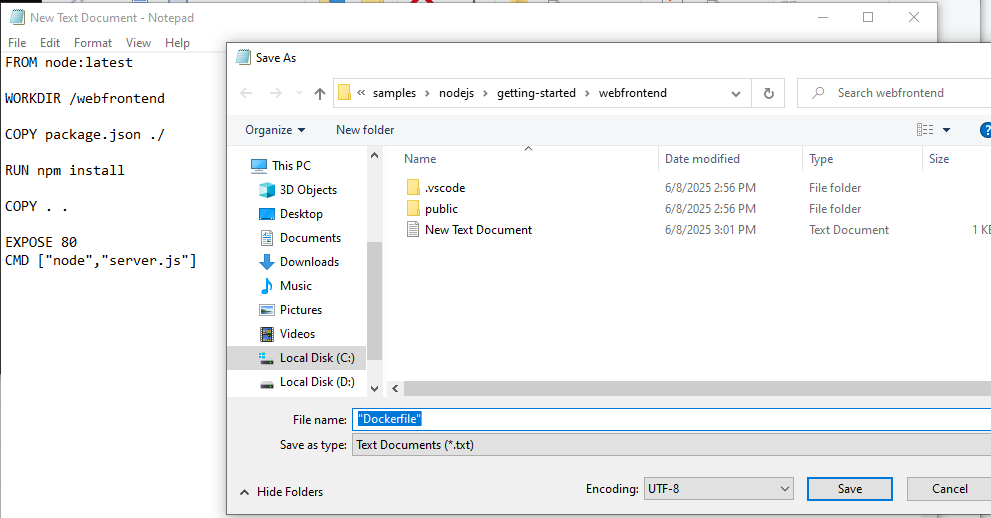 New Text Document - Notepad
File Edit Format View Help
FROM node:latest
WORKDIR /webfrontend
COPY package.json ./
RUN npm install
COPY . .
EXPOSE 80
CMD ["node","server.js"]
Save As
« samples › nodejs › getting-started › webfrontend
Search webfrontend
Organize
New folder
This PC
3D Objects
Desktop
Documents
Downloads
Music
Pictures
Videos
Local Disk (C:)
Local Disk (D:)
Name Date modified Type Size
.vscode 6/8/2025 2:56 PM File folder
public 6/8/2025 2:56 PM File folder
New Text Document 6/8/2025 3:01 PM Text Document 1 KB
File name: "Dockerfile"
Save as type: Text Documents (*.txt)
Hide Folders
Encoding: UTF-8
Save
Cancel